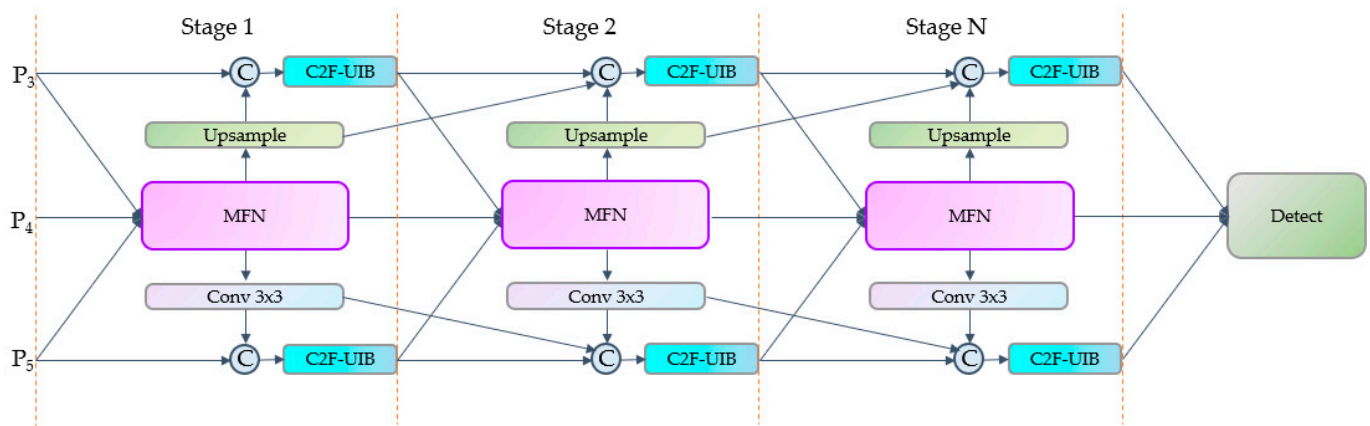 Stage 1 Stage 2 Stage N
P3 C C2F-UIB C C2F-UIB C C2F-UIB
Upsample Upsample Upsample
P4 MFN MFN MFN Detect
Conv 3x3 Conv 3x3 Conv 3x3
P5 C C2F-UIB C C2F-UIB C C2F-UIB